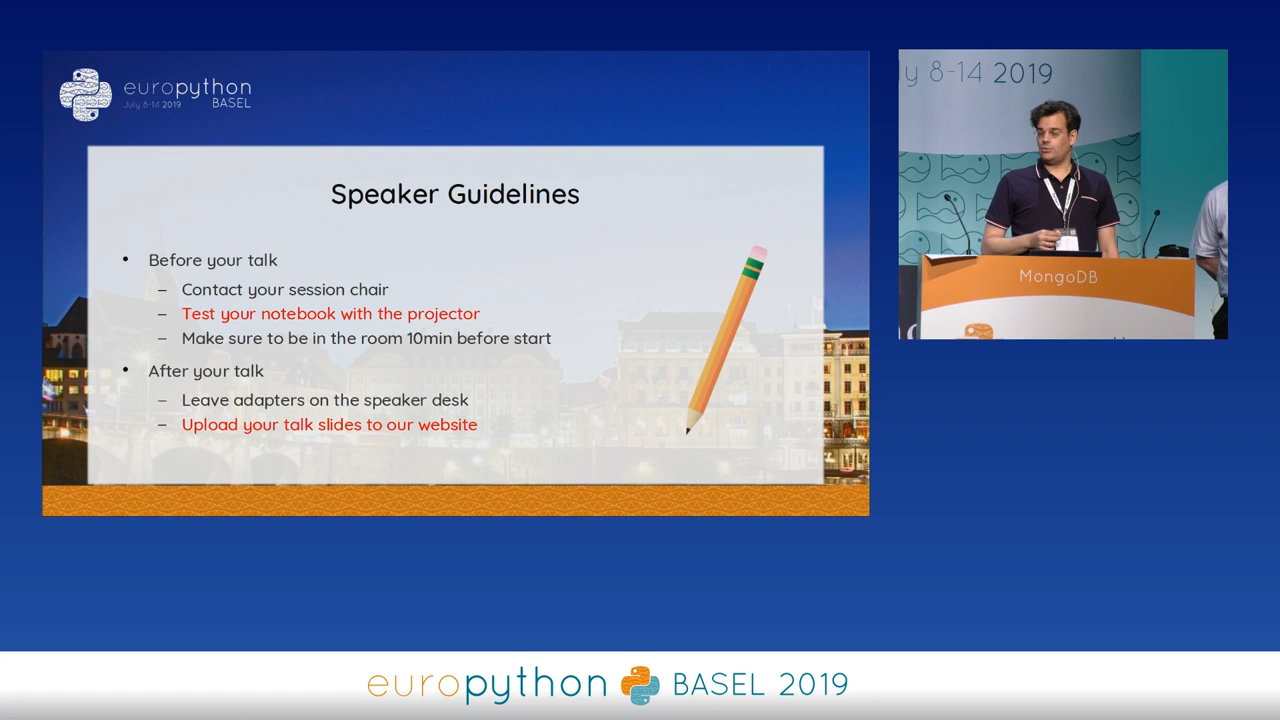 europython
July 8-14 2019 BASEL
Speaker Guidelines
• Before your talk
– Contact your session chair
– Test your notebook with the projector
– Make sure to be in the room 10min before start
• After your talk
– Leave adapters on the speaker desk
– Upload your talk slides to our website
ly 8-14 2019
MongoDB
europython BASEL 2019